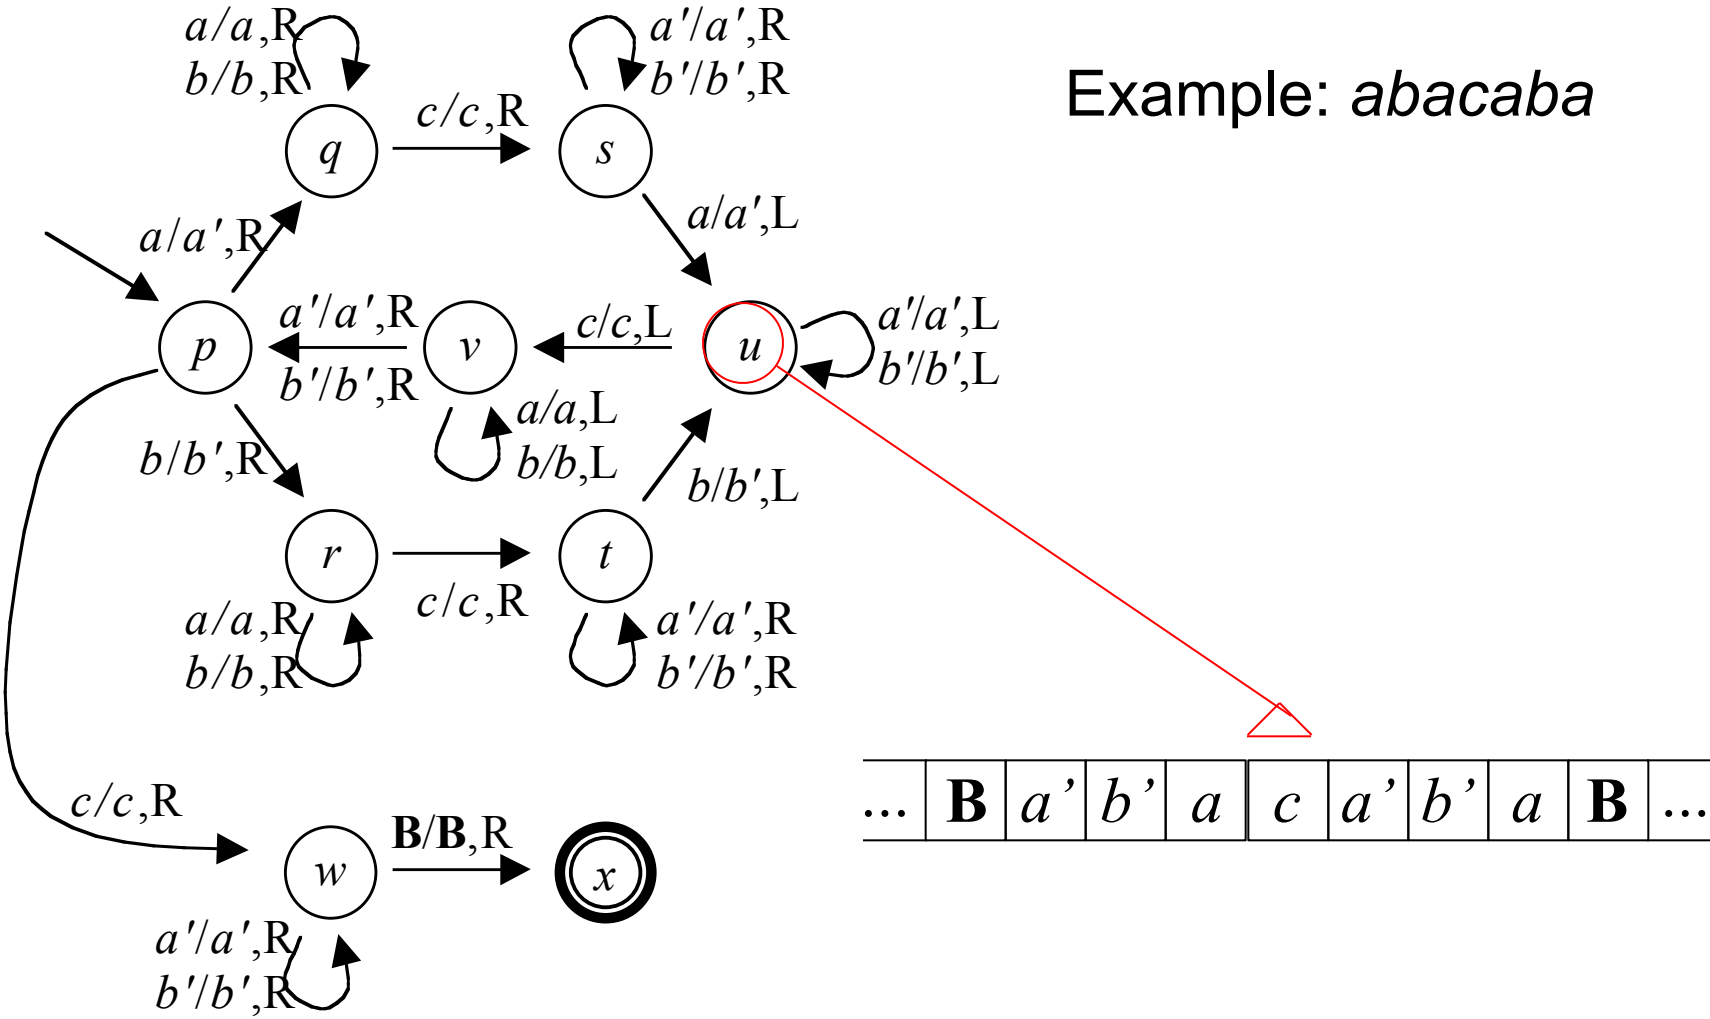 a/a,R
b/b,R
a'/a',R
b'/b',R
Example: abacaba
c/c,R
q
s
a/a',R
a/a',L
a'/a',R
b'/b',R
c/c,L
a'/a',L
b'/b',L
p
v
u
a/a,L
b/b,L
b/b',R
b/b',L
r
t
c/c,R
a/a,R
b/b,R
a'/a',R
b'/b',R
... B a’ b’ a c a’ b’ a B ...
c/c,R
B/B,R
w
x
a'/a',R
b'/b',R